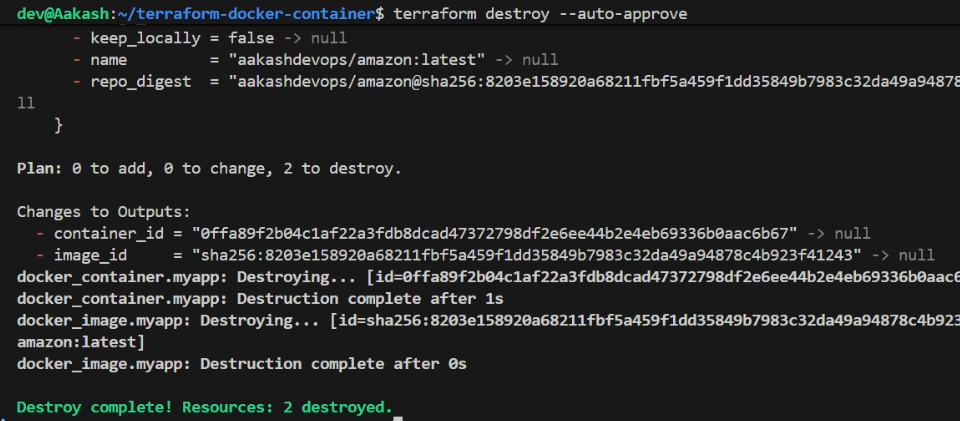 dev@Aakash:~/terraform-docker-container$ terraform destroy --auto-approve
- keep_locally = false -> null
- name         = "aakashdevops/amazon:latest" -> null
- repo_digest  = "aakashdevops/amazon@sha256:8203e158920a68211fbf5a459f1dd35849b7983c32da49a94878
ll
}
Plan: 0 to add, 0 to change, 2 to destroy.
Changes to Outputs:
- container_id = "0ffa89f2b04c1af22a3fdb8dcad47372798df2e6ee44b2e4eb69336b0aac6b67" -> null
- image_id     = "sha256:8203e158920a68211fbf5a459f1dd35849b7983c32da49a94878c4b923f41243" -> null
docker_container.myapp: Destroying... [id=0ffa89f2b04c1af22a3fdb8dcad47372798df2e6ee44b2e4eb69336b0aac6
docker_container.myapp: Destruction complete after 1s
docker_image.myapp: Destroying... [id=sha256:8203e158920a68211fbf5a459f1dd35849b7983c32da49a94878c4b923
amazon:latest]
docker_image.myapp: Destruction complete after 0s
Destroy complete! Resources: 2 destroyed.